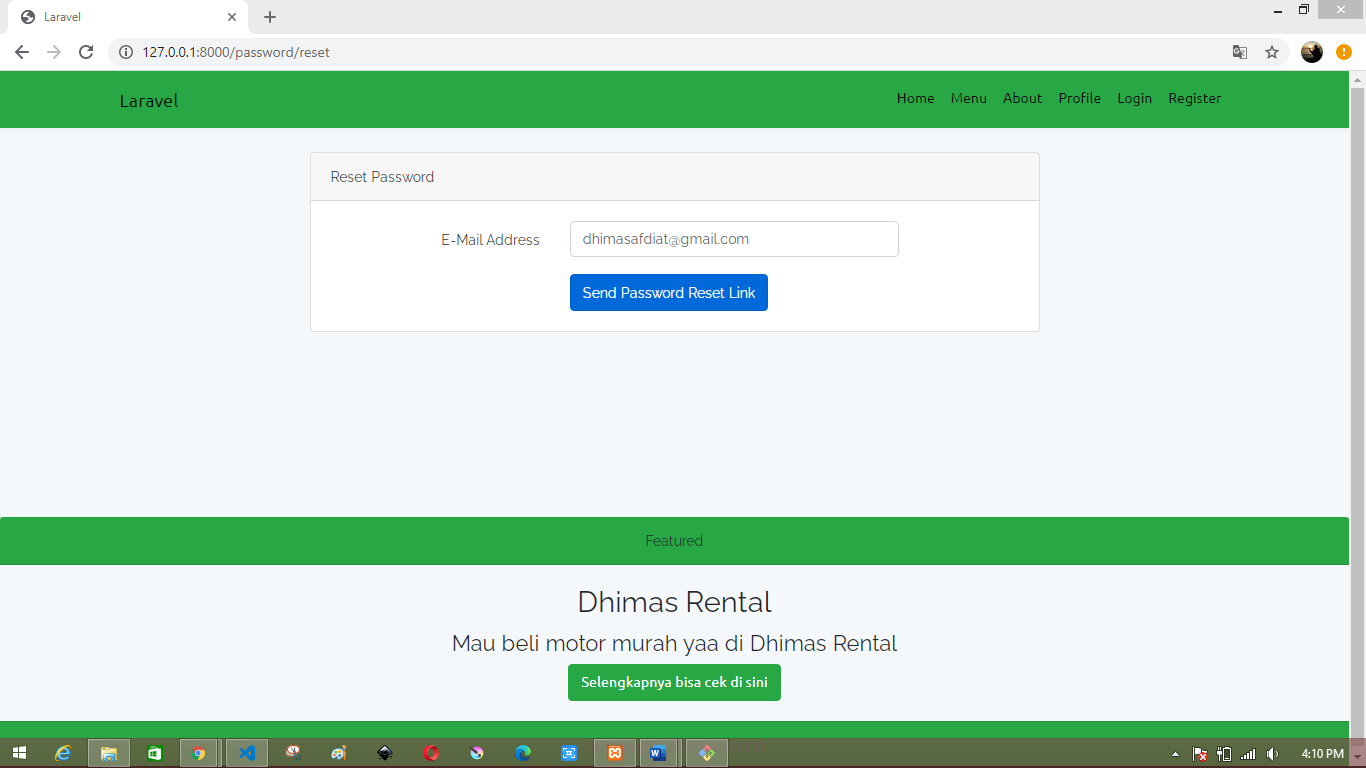 Laravel
127.0.0.1:8000/password/reset
Laravel
Home Menu About Profile Login Register
Reset Password
E-Mail Address dhimasafdiat@gmail.com
Send Password Reset Link
Featured
Dhimas Rental
Mau beli motor murah yaa di Dhimas Rental
Selengkapnya bisa cek di sini
4:10 PM